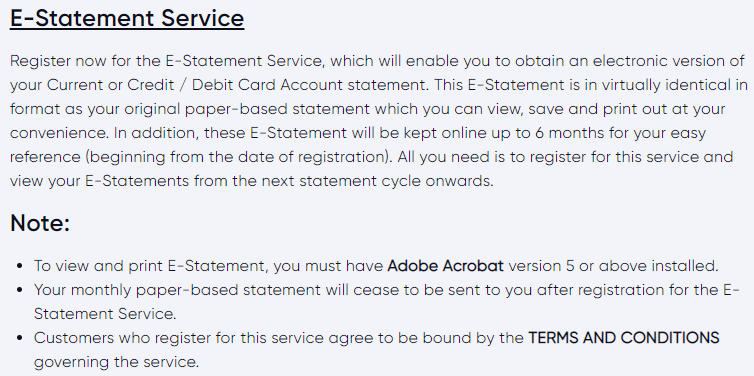 E-Statement Service
Register now for the E-Statement Service, which will enable you to obtain an electronic version of
your Current or Credit / Debit Card Account statement. This E-Statement is in virtually identical in
format as your original paper-based statement which you can view, save and print out at your
convenience. In addition, these E-Statement will be kept online up to 6 months for your easy
reference (beginning from the date of registration). All you need is to register for this service and
view your E-Statements from the next statement cycle onwards.
Note:
• To view and print E-Statement, you must have Adobe Acrobat version 5 or above installed.
• Your monthly paper-based statement will cease to be sent to you after registration for the E-
Statement Service.
• Customers who register for this service agree to be bound by the TERMS AND CONDITIONS
governing the service.